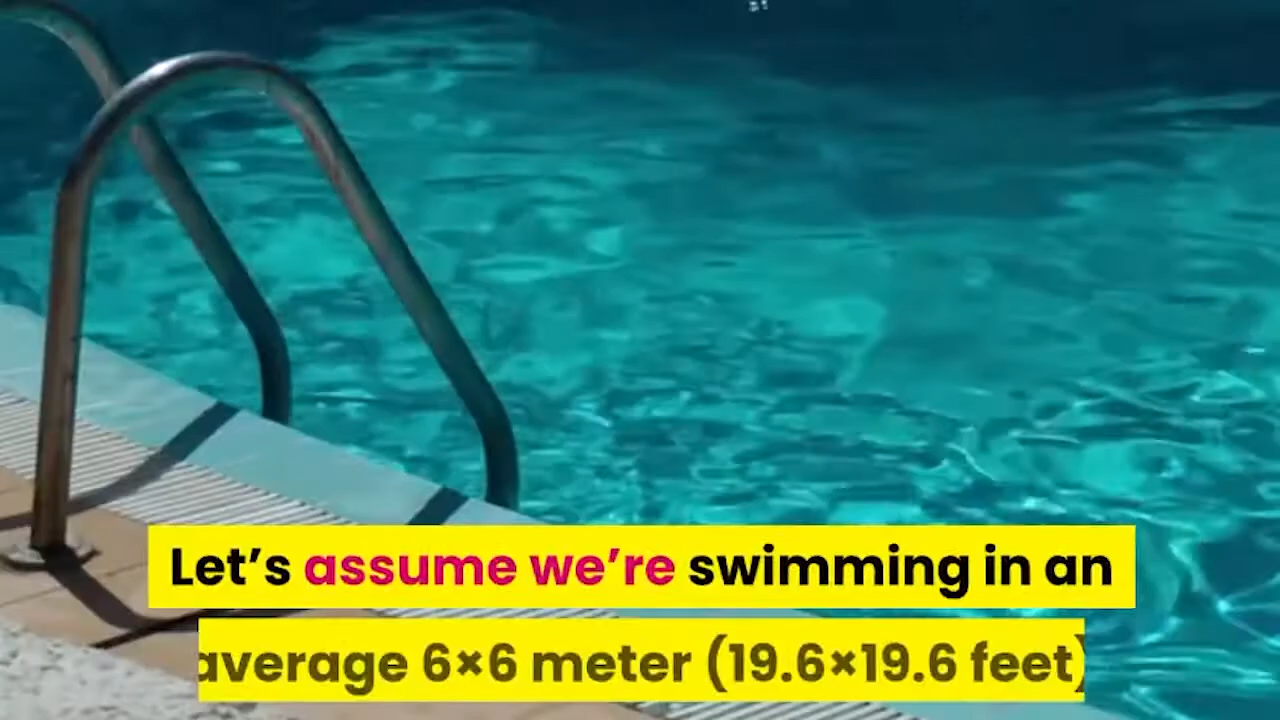 Let’s assume we’re swimming in an
average 6×6 meter (19.6×19.6 feet)